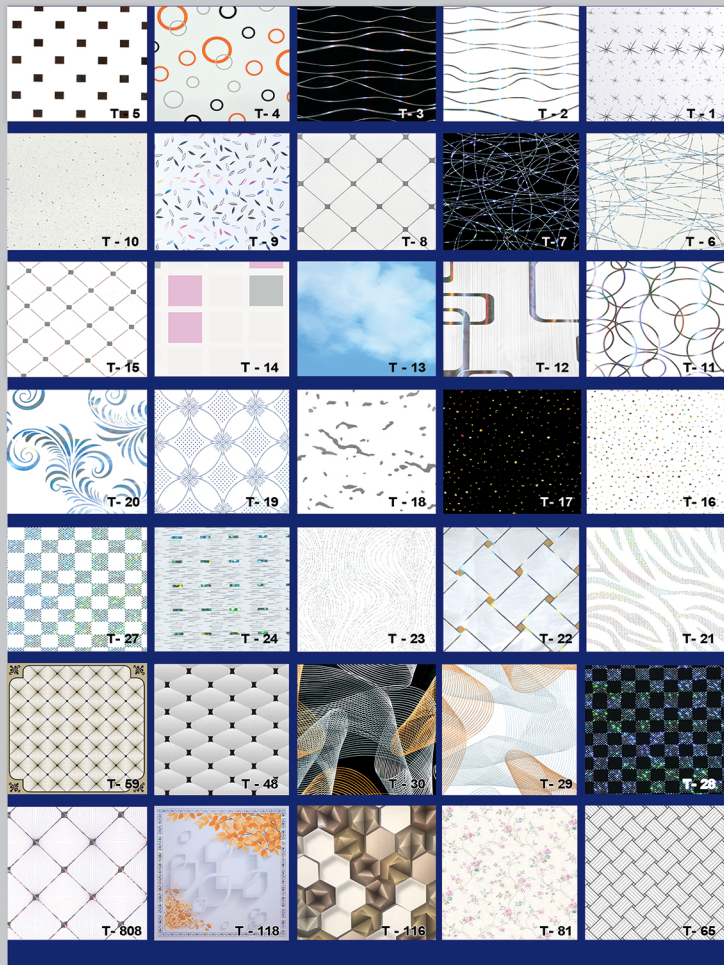 T - 5
T - 4
T - 3
T - 2
T - 1
T - 10
T - 9
T - 8
T - 7
T - 6
T - 15
T - 14
T - 13
T - 12
T - 11
T - 20
T - 19
T - 18
T - 17
T - 16
T - 27
T - 24
T - 23
T - 22
T - 21
T- 59
T- 48
T - 30
T - 29
T - 28
T- 808
T -118
T- 116
T- 81
T- 65